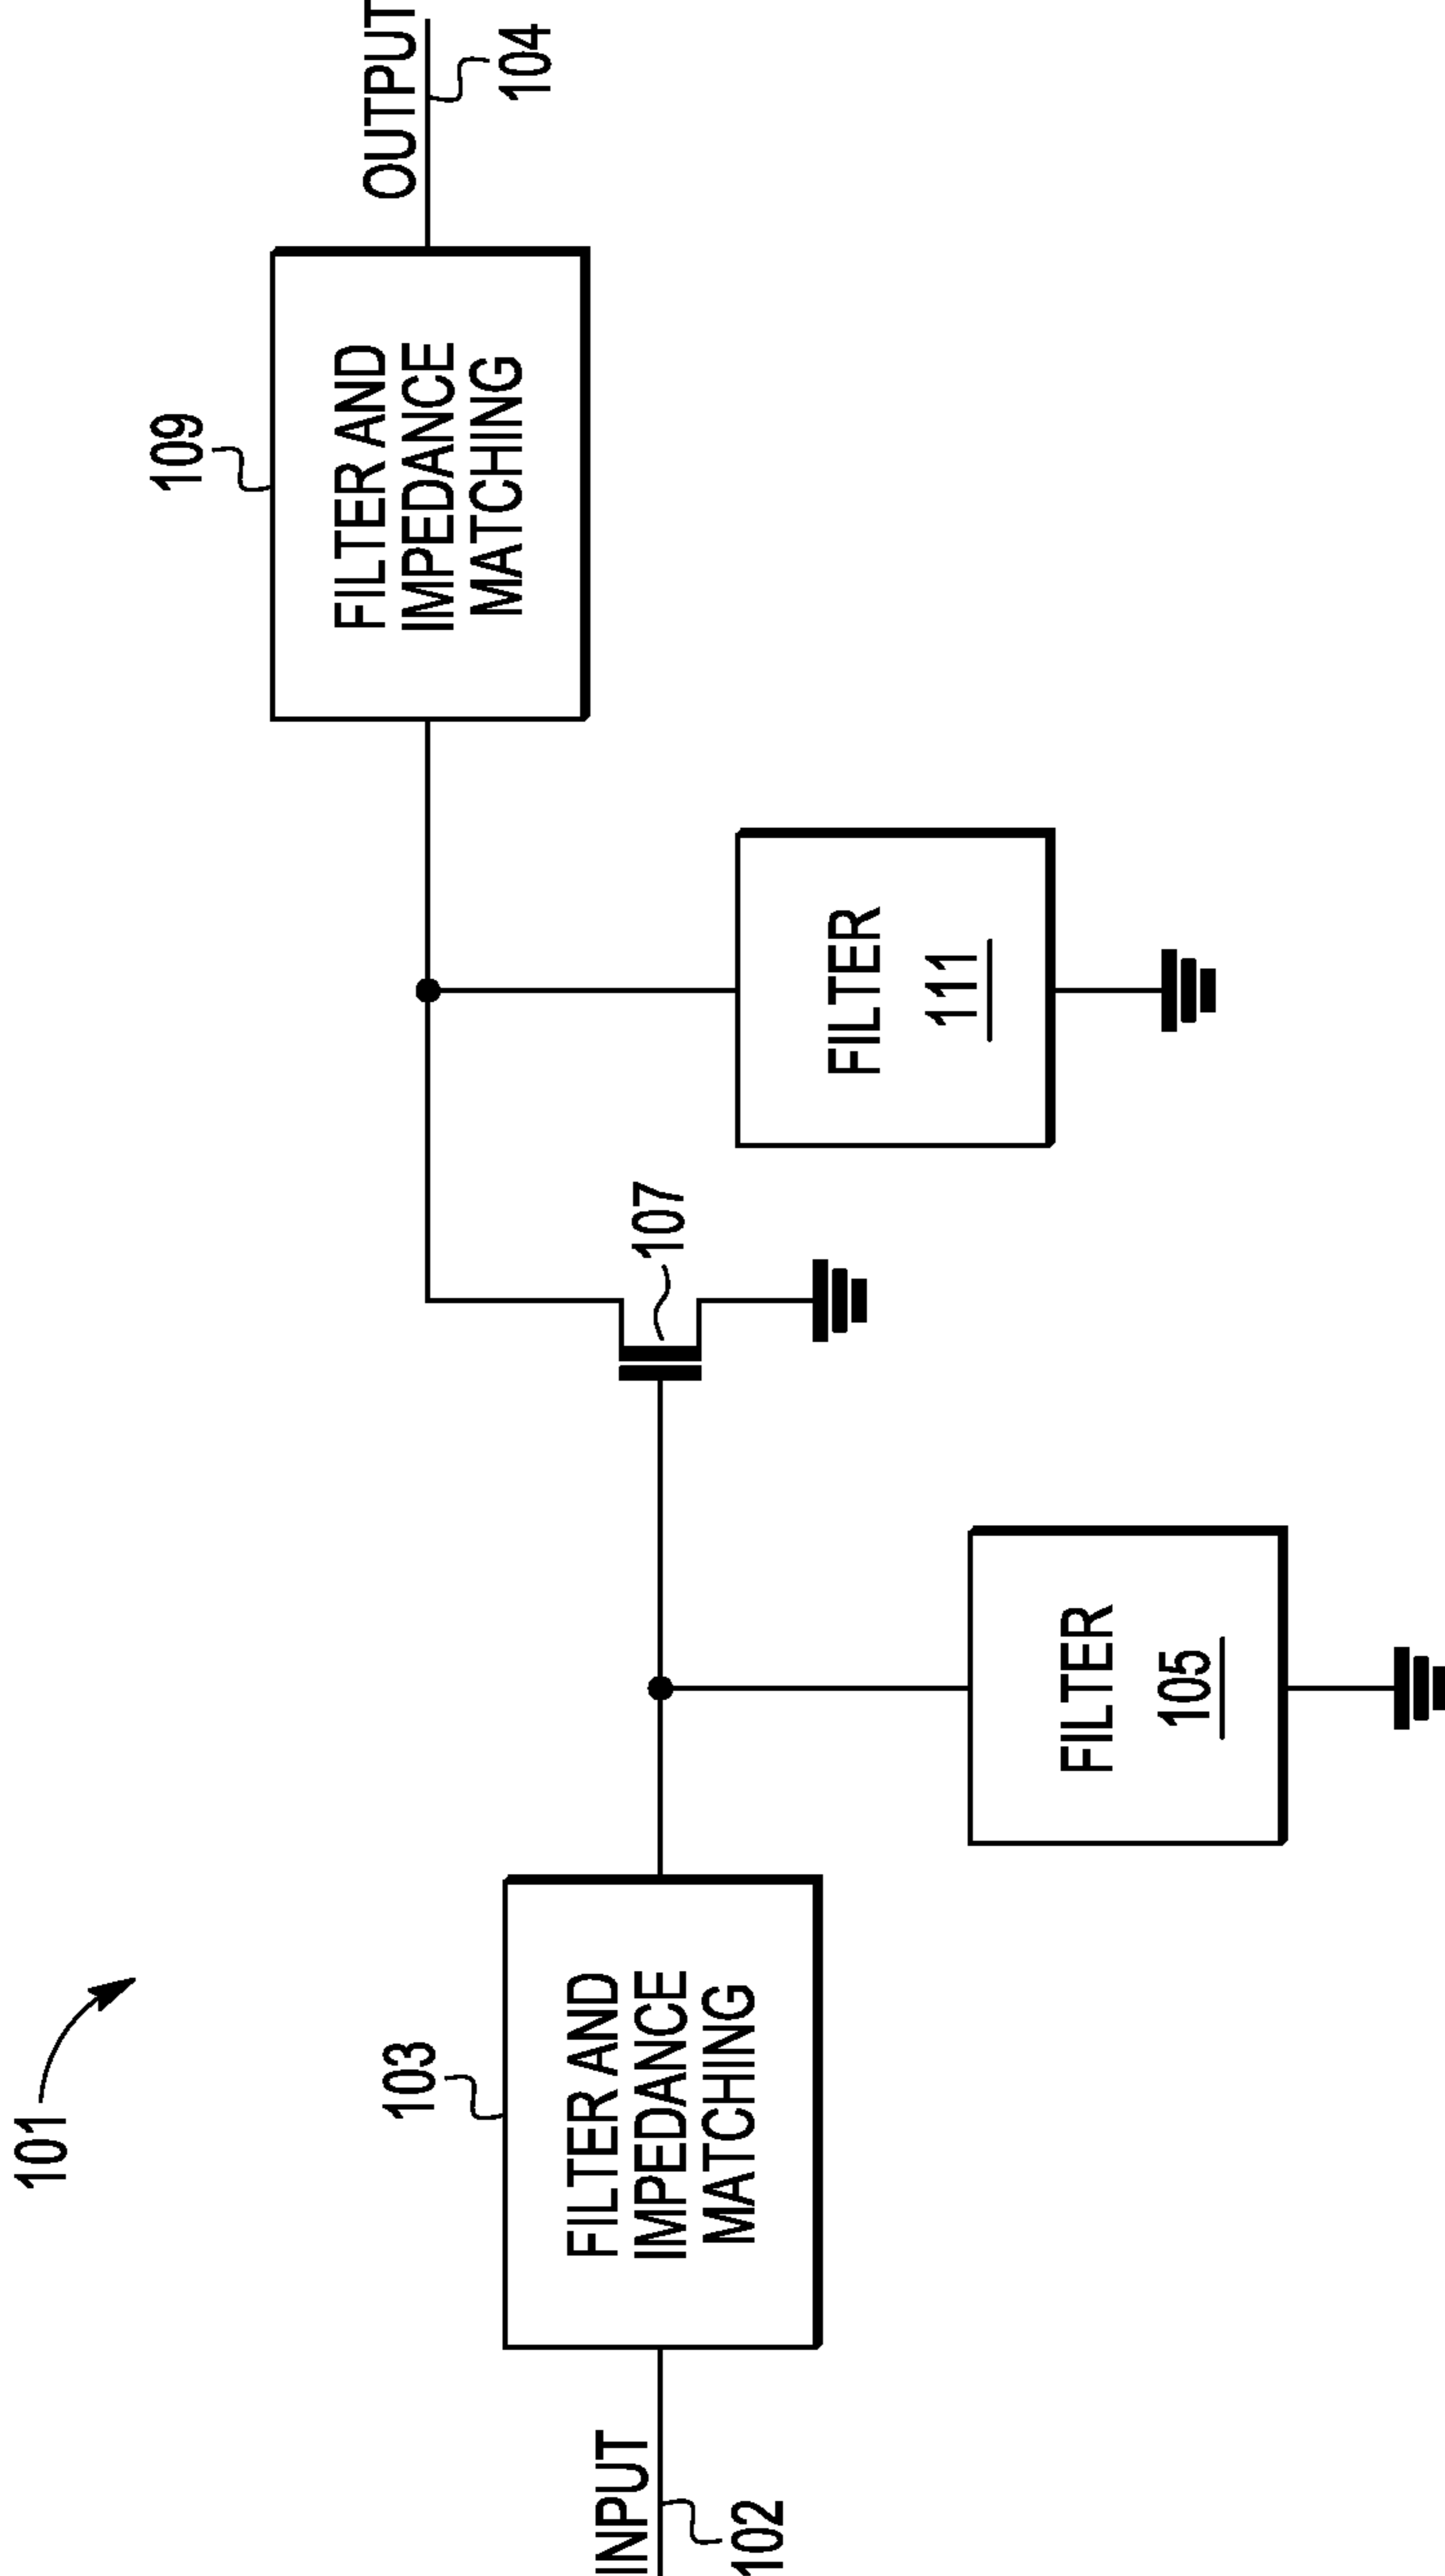 101
INPUT
102
103
FILTER AND
IMPEDANCE
MATCHING
FILTER
105
107
FILTER
111
109
FILTER AND
IMPEDANCE
MATCHING
OUTPUT
104